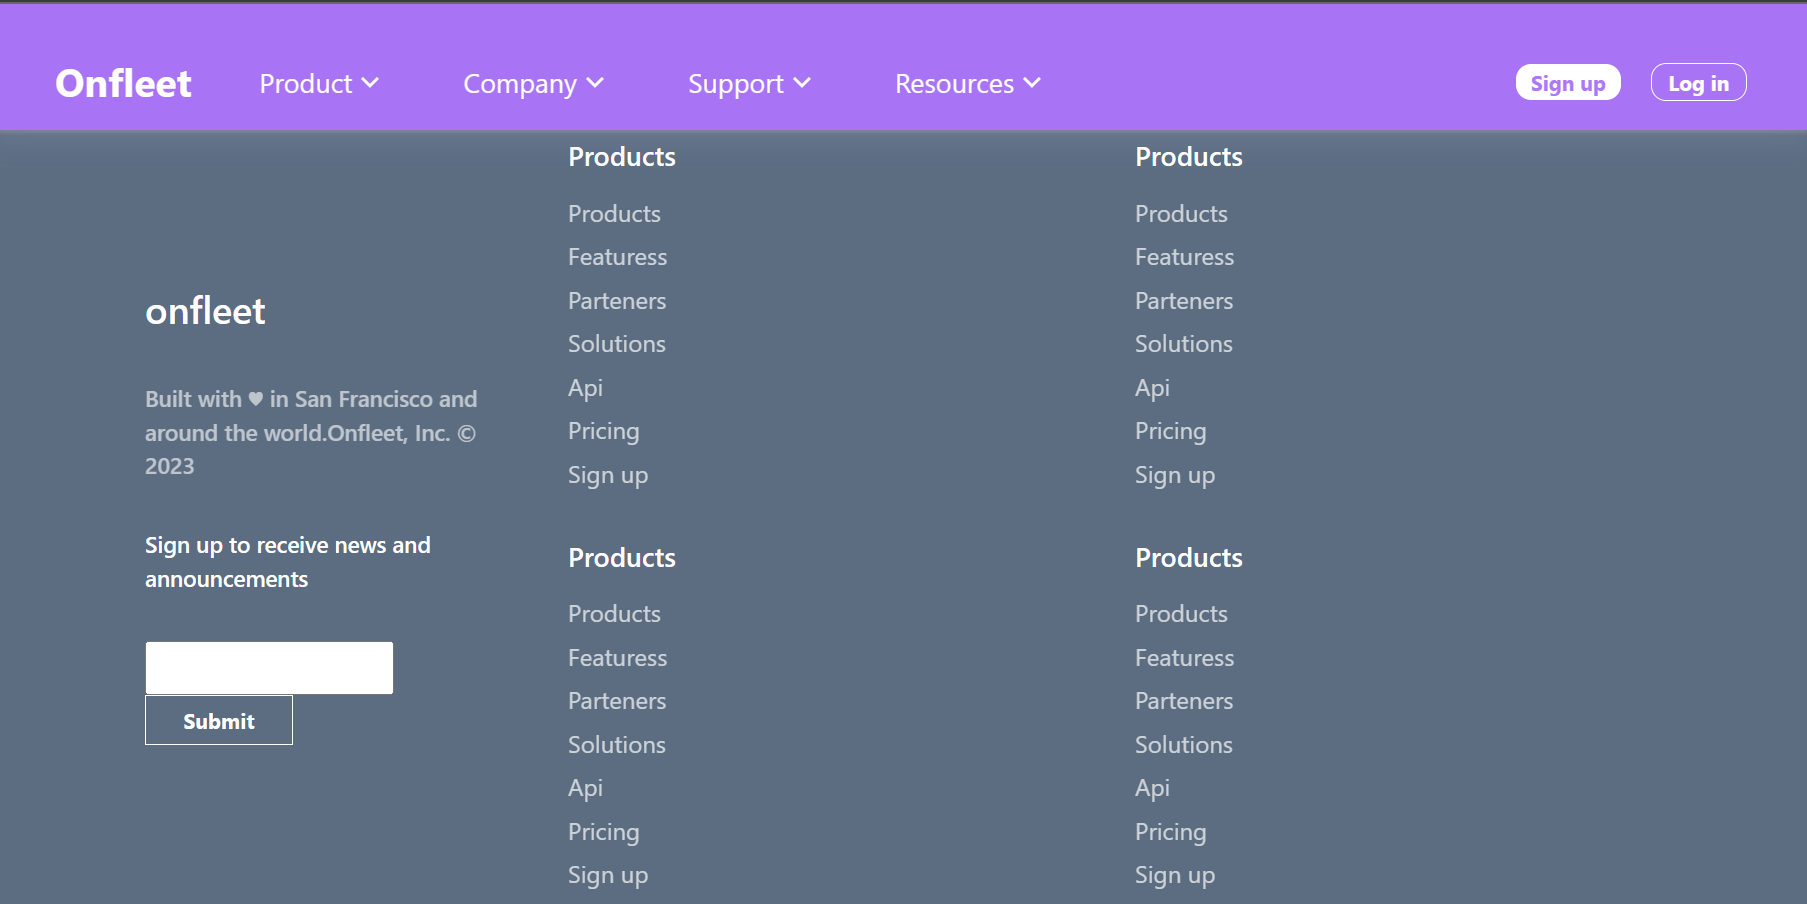 Onfleet
Product
Company
Support
Resources
Sign up
Log in
onfleet
Built with ♥ in San Francisco and
around the world.Onfleet, Inc. ©
2023
Sign up to receive news and
announcements
Submit
Products
Products
Featuress
Parteners
Solutions
Api
Pricing
Sign up
Products
Products
Featuress
Parteners
Solutions
Api
Pricing
Sign up
Products
Products
Featuress
Parteners
Solutions
Api
Pricing
Sign up
Products
Products
Featuress
Parteners
Solutions
Api
Pricing
Sign up